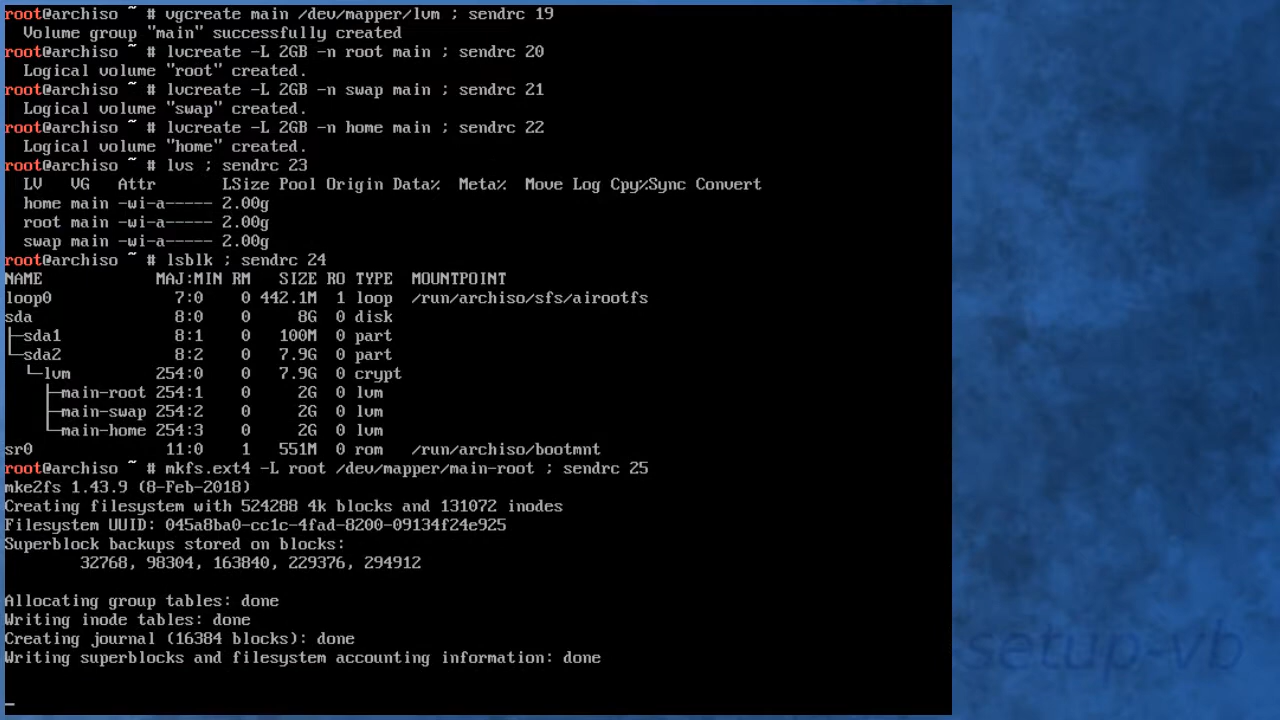 root@archiso ~ # vgcreate main /dev/mapper/lvm ; sendrc 19
  Volume group "main" successfully created
root@archiso ~ # lvcreate -L 2GB -n root main ; sendrc 20
  Logical volume "root" created.
root@archiso ~ # lvcreate -L 2GB -n swap main ; sendrc 21
  Logical volume "swap" created.
root@archiso ~ # lvcreate -L 2GB -n home main ; sendrc 22
  Logical volume "home" created.
root@archiso ~ # lvs ; sendrc 23
  LV   VG   Attr       LSize Pool Origin Data%  Meta%  Move Log Cpy%Sync Convert
  home main -wi-a----- 2.00g
  root main -wi-a----- 2.00g
  swap main -wi-a----- 2.00g
root@archiso ~ # lsblk ; sendrc 24
NAME            MAJ:MIN RM   SIZE RO TYPE  MOUNTPOINT
loop0             7:0    0 442.1M  1 loop  /run/archiso/sfs/airootfs
sda               8:0    0     8G  0 disk
├─sda1            8:1    0   100M  0 part
└─sda2            8:2    0   7.9G  0 part
  └─lvm         254:0    0   7.9G  0 crypt
    ├─main-root 254:1    0     2G  0 lvm
    ├─main-swap 254:2    0     2G  0 lvm
    └─main-home 254:3    0     2G  0 lvm
sr0              11:0    1   551M  0 rom   /run/archiso/bootmnt
root@archiso ~ # mkfs.ext4 -L root /dev/mapper/main-root ; sendrc 25
mke2fs 1.43.9 (8-Feb-2018)
Creating filesystem with 524288 4k blocks and 131072 inodes
Filesystem UUID: 045a8ba0-cc1c-4fad-8200-09134f24e925
Superblock backups stored on blocks:
        32768, 98304, 163840, 229376, 294912
Allocating group tables: done
Writing inode tables: done
Creating journal (16384 blocks): done
Writing superblocks and filesystem accounting information: done
setup-vb